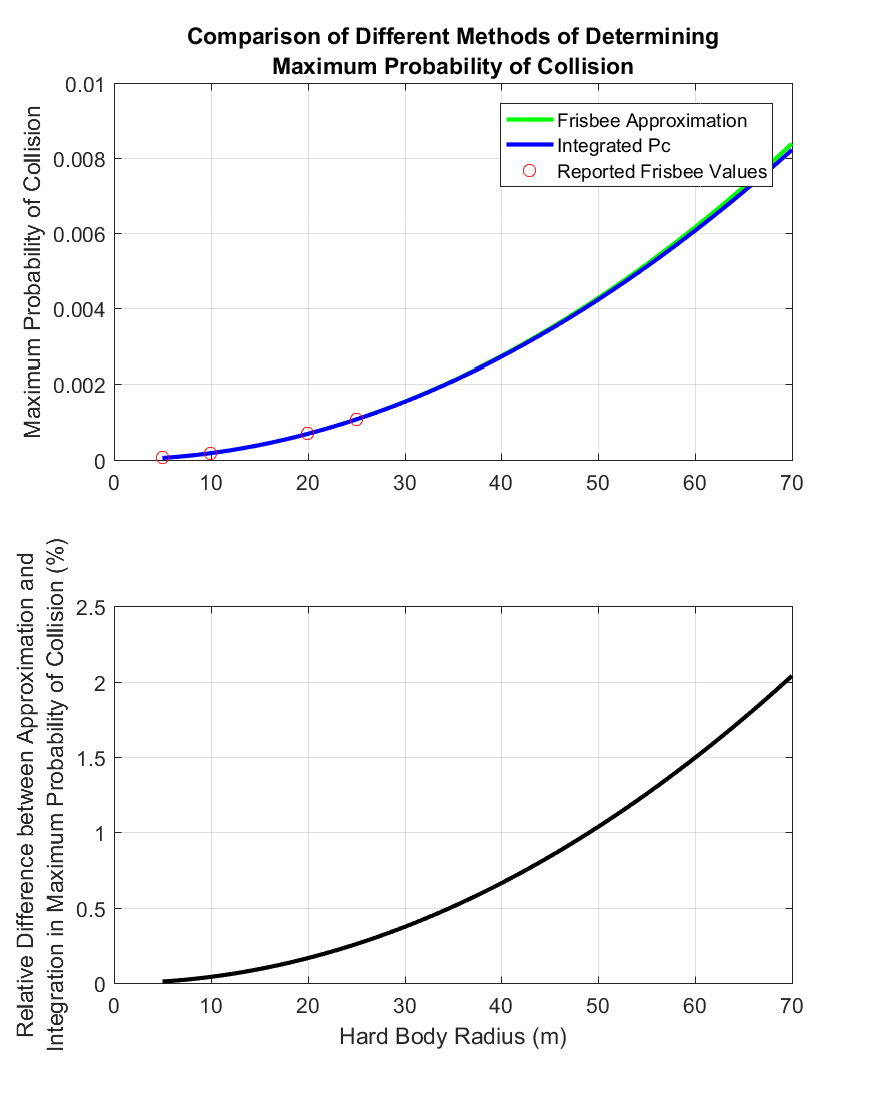 Comparison of Different Methods of Determining
Maximum Probability of Collision
Maximum Probability of Collision
0.01
0.008
0.006
0.004
0.002
0
Frisbee Approximation
Integrated Pc
Reported Frisbee Values
0 10 20 30 40 50 60 70
Relative Difference between Approximation and
Integration in Maximum Probability of Collision (%)
2.5
2
1.5
1
0.5
0
0 10 20 30 40 50 60 70
Hard Body Radius (m)